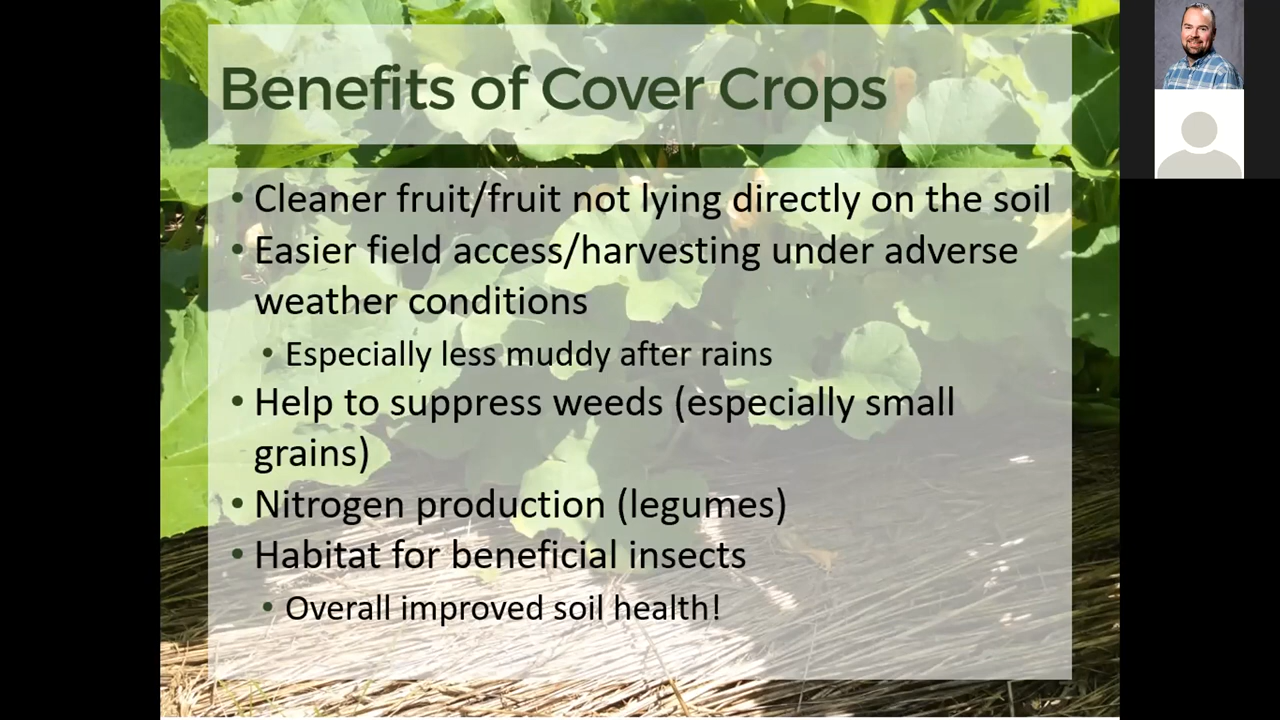 Benefits of Cover Crops
• Cleaner fruit/fruit not lying directly on the soil
• Easier field access/harvesting under adverse
weather conditions
• Especially less muddy after rains
• Help to suppress weeds (especially small
grains)
• Nitrogen production (legumes)
• Habitat for beneficial insects
• Overall improved soil health!